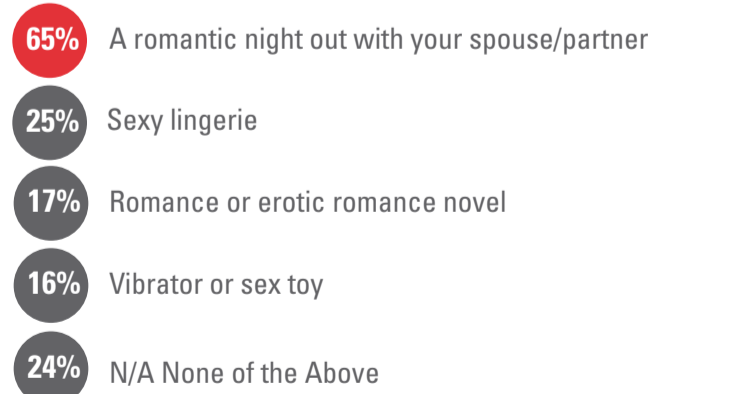 65% A romantic night out with your spouse/partner
25% Sexy lingerie
17% Romance or erotic romance novel
16% Vibrator or sex toy
24% N/A None of the Above